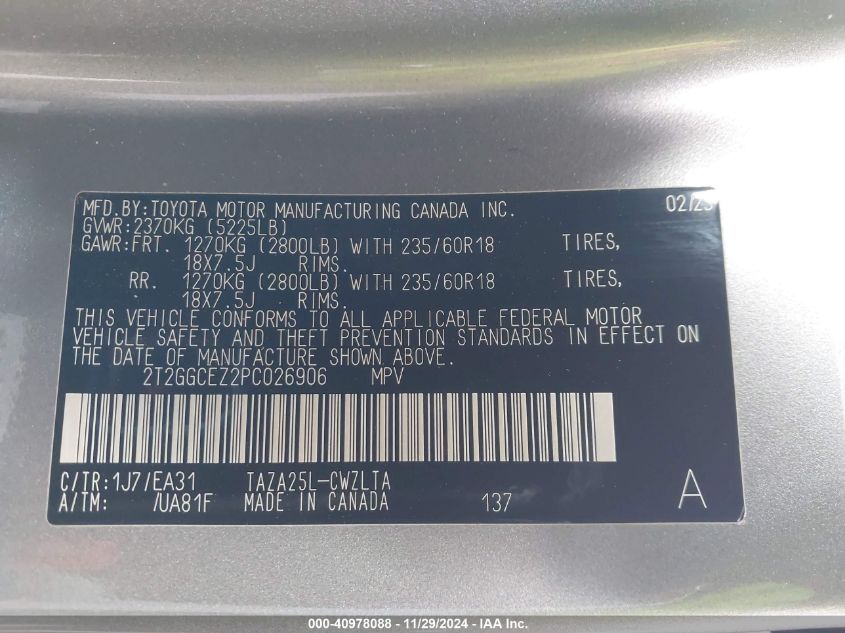 MFD.BY:TOYOTA MOTOR MANUFACTURING CANADA INC. 02/23
GVWR:2370KG (5225LB)
GAWR:FRT. 1270KG (2800LB) WITH 235/60R18 TIRES,
18X7.5J RIMS.
RR. 1270KG (2800LB) WITH 235/60R18 TIRES,
18X7.5J RIMS.
THIS VEHICLE CONFORMS TO ALL APPLICABLE FEDERAL MOTOR
VEHICLE SAFETY AND THEFT PREVENTION STANDARDS IN EFFECT ON
THE DATE OF MANUFACTURE SHOWN ABOVE.
2T2GGCEZ2PC026906 MPV
C/TR:1J7/EA31 TAZA25L-CWZLTA
A/TM: /UA81F MADE IN CANADA 137 A
000-40978088 - 11/29/2024 - IAA Inc.